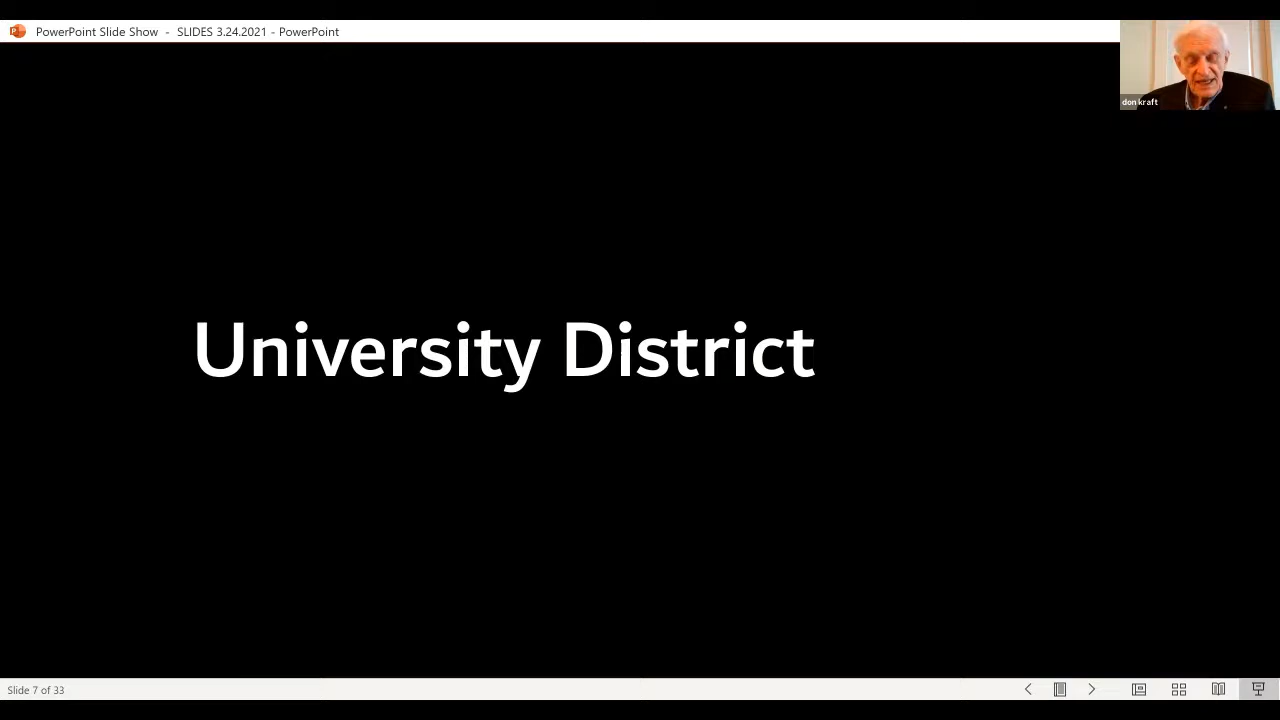 PowerPoint Slide Show - SLIDES 3.24.2021 - PowerPoint
don kraft
University District
Slide 7 of 33